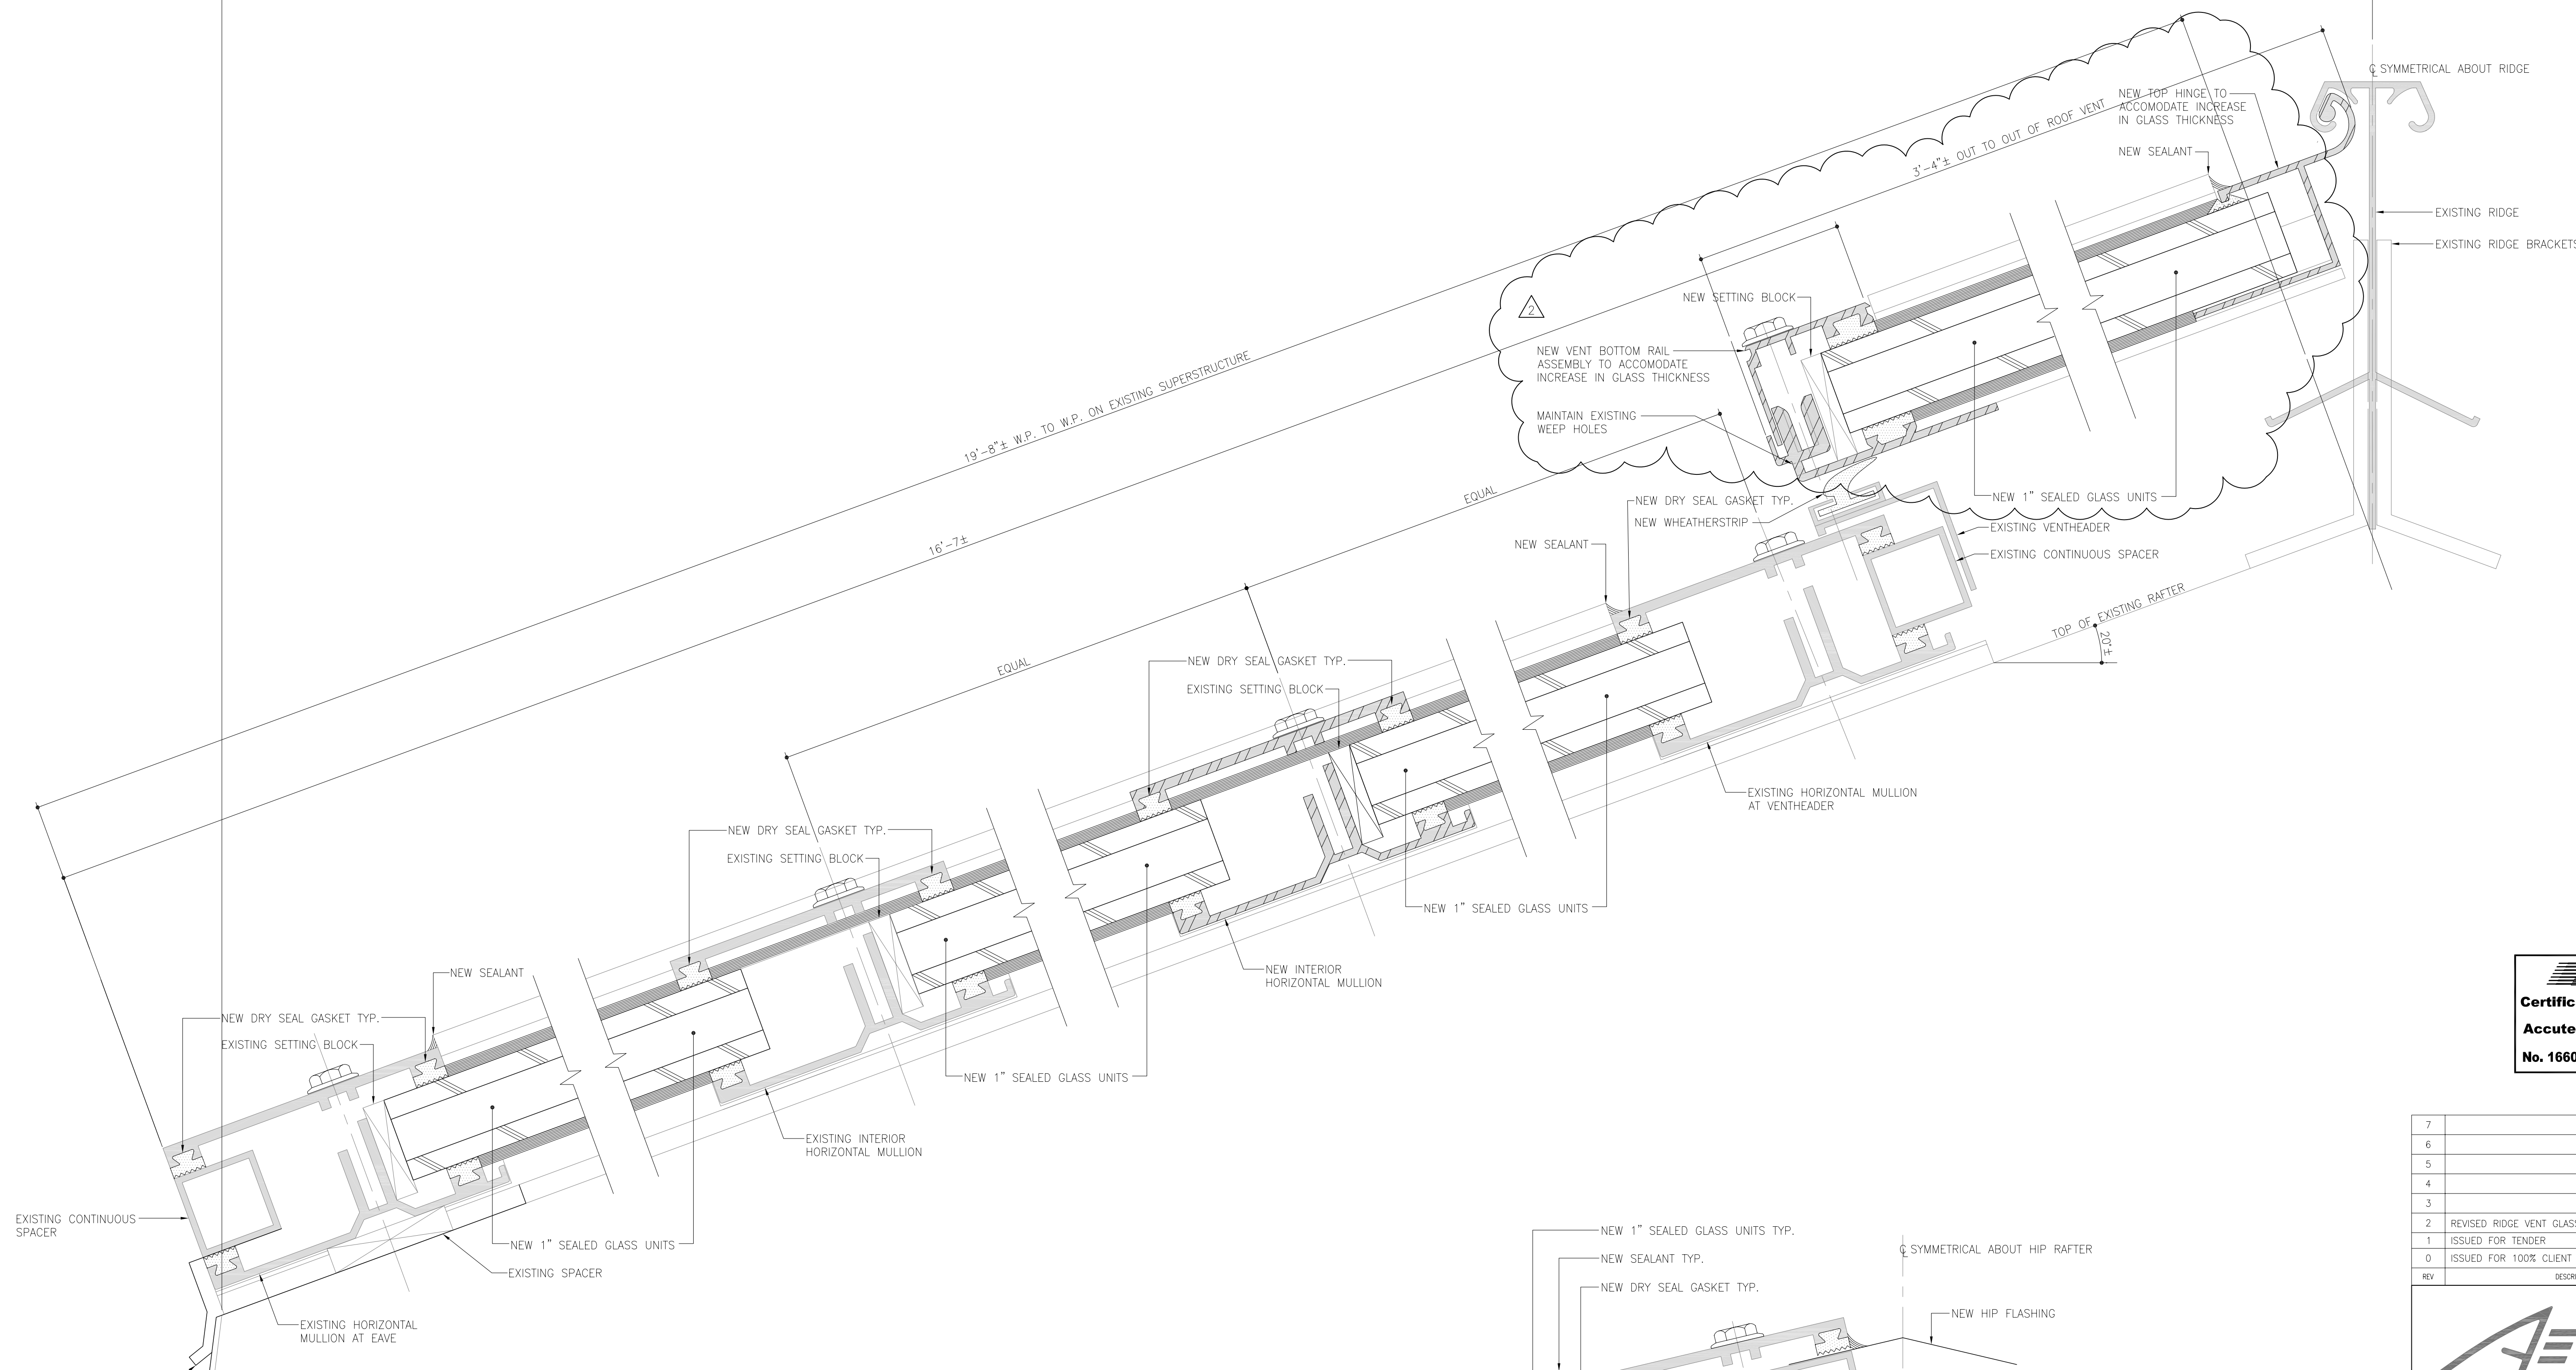 ℄ SYMMETRICAL ABOUT RIDGE
NEW TOP HINGE TO
ACCOMODATE INCREASE
IN GLASS THICKNESS
3'-4"± OUT TO OUT OF ROOF VENT
NEW SEALANT
EXISTING RIDGE
EXISTING RIDGE BRACKETS
NEW SETTING BLOCK
2
NEW VENT BOTTOM RAIL
ASSEMBLY TO ACCOMODATE
INCREASE IN GLASS THICKNESS
MAINTAIN EXISTING
WEEP HOLES
19'-8"± W.P. TO W.P. ON EXISTING SUPERSTRUCTURE
16'-7±
EQUAL
EQUAL
NEW 1" SEALED GLASS UNITS
NEW DRY SEAL GASKET TYP.
NEW WHEATHERSTRIP
NEW SEALANT
EXISTING VENTHEADER
EXISTING CONTINUOUS SPACER
TOP OF EXISTING RAFTER
20°±
NEW DRY SEAL GASKET TYP.
EXISTING SETTING BLOCK
EXISTING HORIZONTAL MULLION
AT VENTHEADER
NEW DRY SEAL GASKET TYP.
EXISTING SETTING BLOCK
NEW 1" SEALED GLASS UNITS
NEW SEALANT
NEW INTERIOR
HORIZONTAL MULLION
NEW DRY SEAL GASKET TYP.
EXISTING SETTING BLOCK
NEW 1" SEALED GLASS UNITS
EXISTING INTERIOR
HORIZONTAL MULLION
EXISTING CONTINUOUS
SPACER
NEW 1" SEALED GLASS UNITS
EXISTING SPACER
EXISTING HORIZONTAL
MULLION AT EAVE
NEW 1" SEALED GLASS UNITS TYP.
℄ SYMMETRICAL ABOUT HIP RAFTER
NEW SEALANT TYP.
NEW DRY SEAL GASKET TYP.
NEW HIP FLASHING
Certific
Accute
No. 1660
7
6
5
4
3
2 REVISED RIDGE VENT GLASS
1 ISSUED FOR TENDER
0 ISSUED FOR 100% CLIENT
REV DESCRI